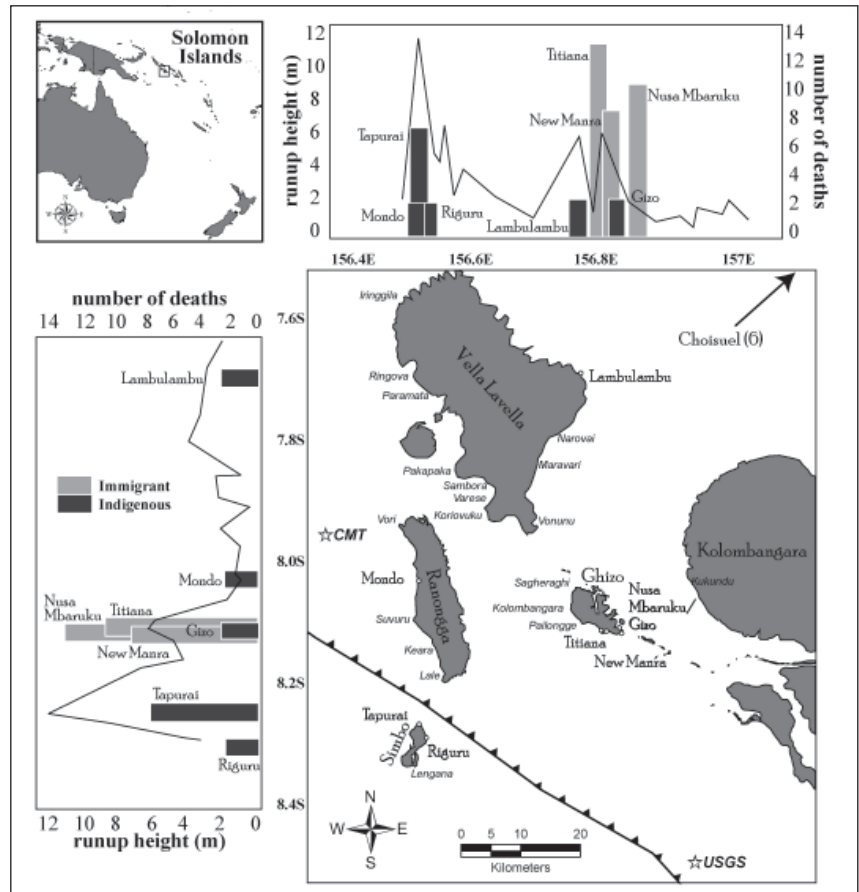 Solomon
Islands
N
W E
S
12
10
8
6
4
2
0
runup height (m)
14
12
10
8
6
4
2
0
number of deaths
Titiana
Nusa Mbaruku
New Manra
Tapurai
Mondo
Riguru
Lambulambu
Gizo
156.4E 156.6E 156.8E 157E
number of deaths
14 12 10 8 6 4 2 0
Lambulambu
Immigrant
Indigenous
Mondo
Nusa
Mbaruku
Titiana
Gizo
New Manra
Tapurai
Riguru
12 10 8 6 4 2 0
runup height (m)
7.6S
7.8S
8.0S
8.2S
8.4S
Choisuel (6)
Iringgila
Vella Lavella
Ringova
Paramata
Lambulambu
Narovai
Maravari
Pakapaka
Sambora
Varese
Koriovuku
Vonunu
Vori
CMT
Mondo
Ranongga
Suvuru
Keara
Lale
Kolombangara
Kukundu
Sagheraghi
Ghizo
Nusa
Mbaruku
Kolombangara
Gizo
Pailongge
Titiana
New Manra
Tapurai
Simbo
Riguru
Lengana
N
W E
S
0 5 10 20
Kilometers
USGS